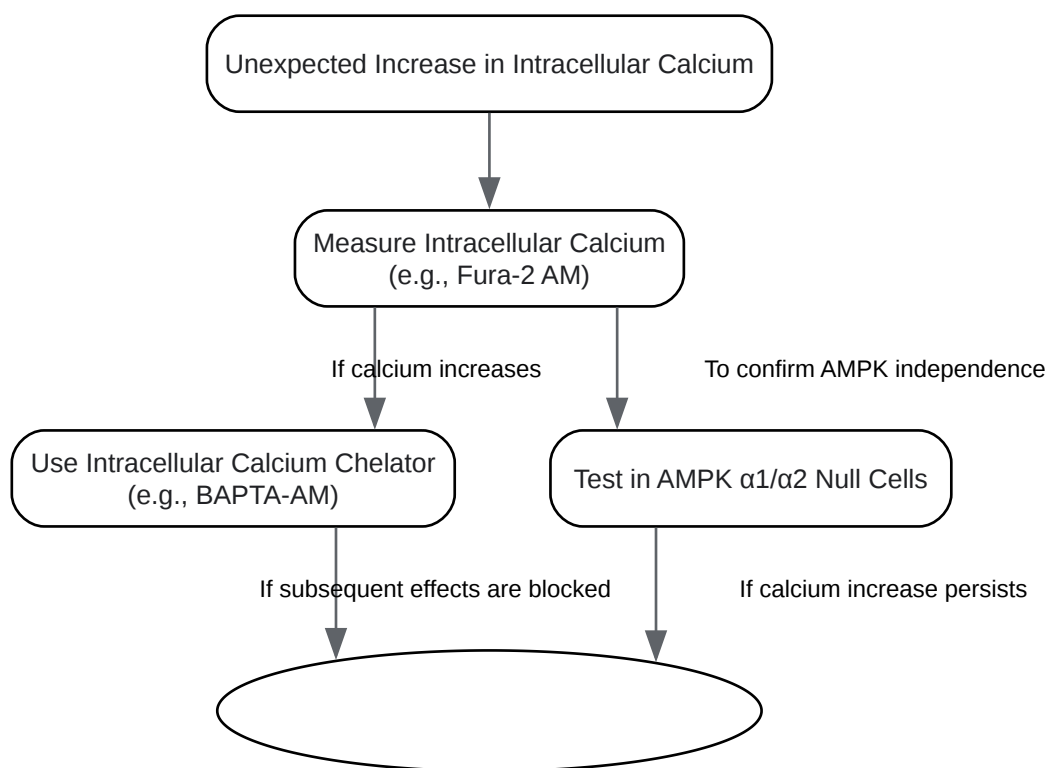 Unexpected Increase in Intracellular Calcium
Measure Intracellular Calcium
(e.g., Fura-2 AM)
If calcium increases
To confirm AMPK independence
Use Intracellular Calcium Chelator
(e.g., BAPTA-AM)
Test in AMPK α1/α2 Null Cells
If subsequent effects are blocked
If calcium increase persists